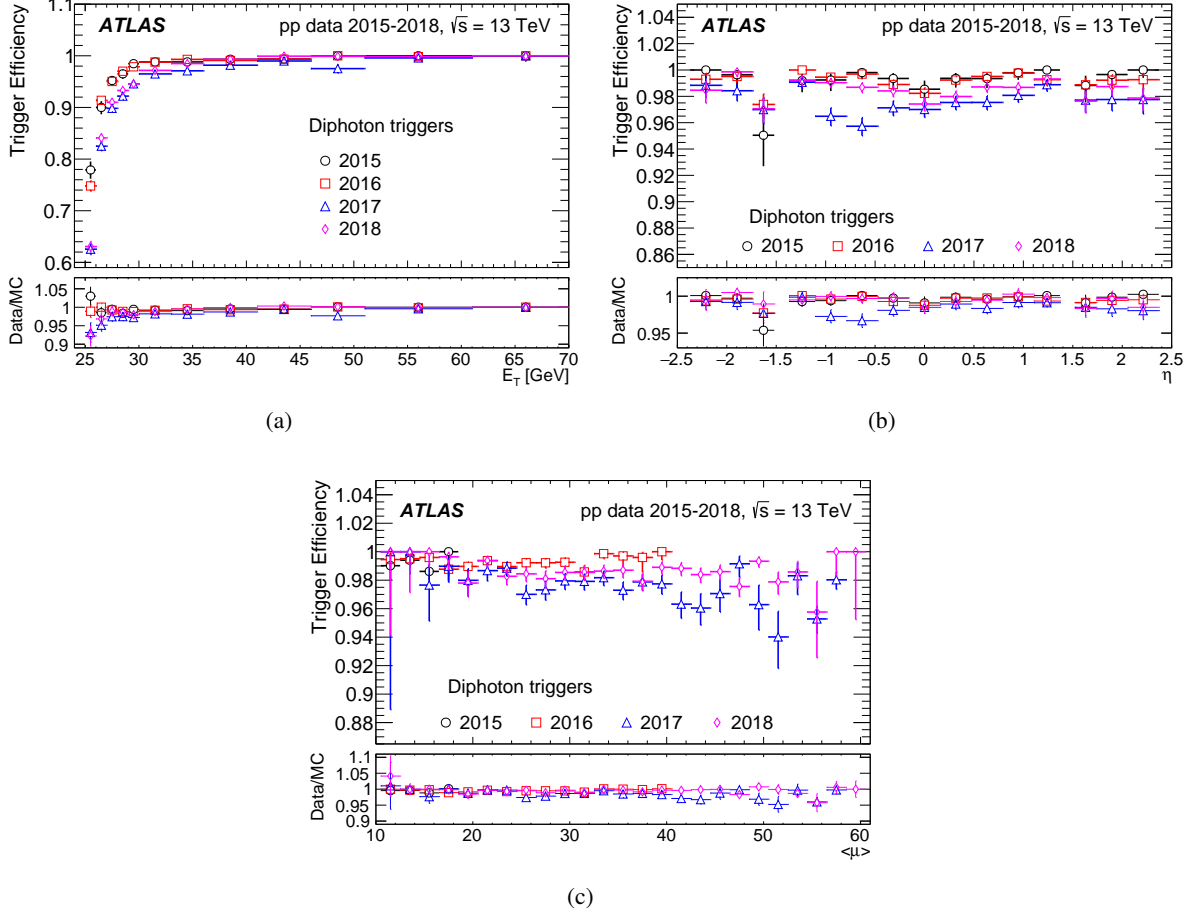 ATLAS
pp data 2015-2018, √s = 13 TeV
Trigger Efficiency
1.1
1
0.9
0.8
0.7
0.6
Diphoton triggers
2015
2016
2017
2018
Data/MC
1.05
1
0.95
0.9
25 30 35 40 45 50 55 60 65 70
E_T [GeV]
(a)
ATLAS
pp data 2015-2018, √s = 13 TeV
Trigger Efficiency
1.04
1.02
1
0.98
0.96
0.94
0.92
0.9
0.88
0.86
Diphoton triggers
2015 2016 2017 2018
Data/MC
1
0.95
−2.5 −2 −1.5 −1 −0.5 0 0.5 1 1.5 2 2.5
η
(b)
ATLAS
pp data 2015-2018, √s = 13 TeV
Trigger Efficiency
1.04
1.02
1
0.98
0.96
0.94
0.92
0.9
0.88
Diphoton triggers
2015 2016 2017 2018
Data/MC
1.1
1.05
1
0.95
0.9
10 20 30 40 50 60
<μ>
(c)